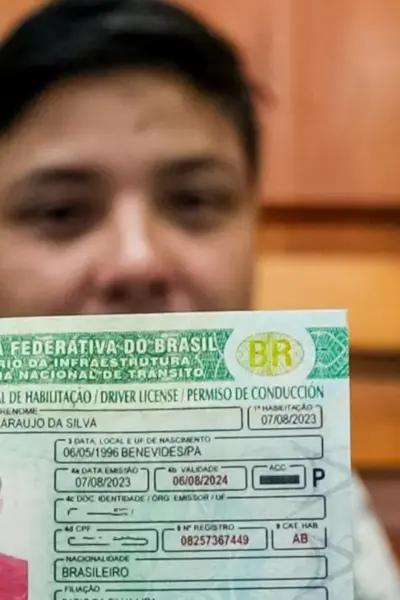 FEDERATIVA DO BRASIL
BR
DA INFRAESTRUTURA
NACIONAL DE TRÂNSITO
DE HABILITAÇÃO / DRIVER LICENSE / PERMISO DE CONDUCCIÓN
1ª HABILITAÇÃO
ARAUJO DA SILVA
07/08/2023
3 DATA, LOCAL E UF DE NASCIMENTO
06/05/1996 BENEVIDES/PA
4a DATA EMISSÃO
4b VALIDADE
ACC
07/08/2023
06/08/2024
P
4c DOC. IDENTIDADE / ORG. EMISSOR / UF
4d CPF
5 Nº REGISTRO
9 CAT. HAB.
08257367449
AB
NACIONALIDADE
BRASILEIRO
FILIAÇÃO